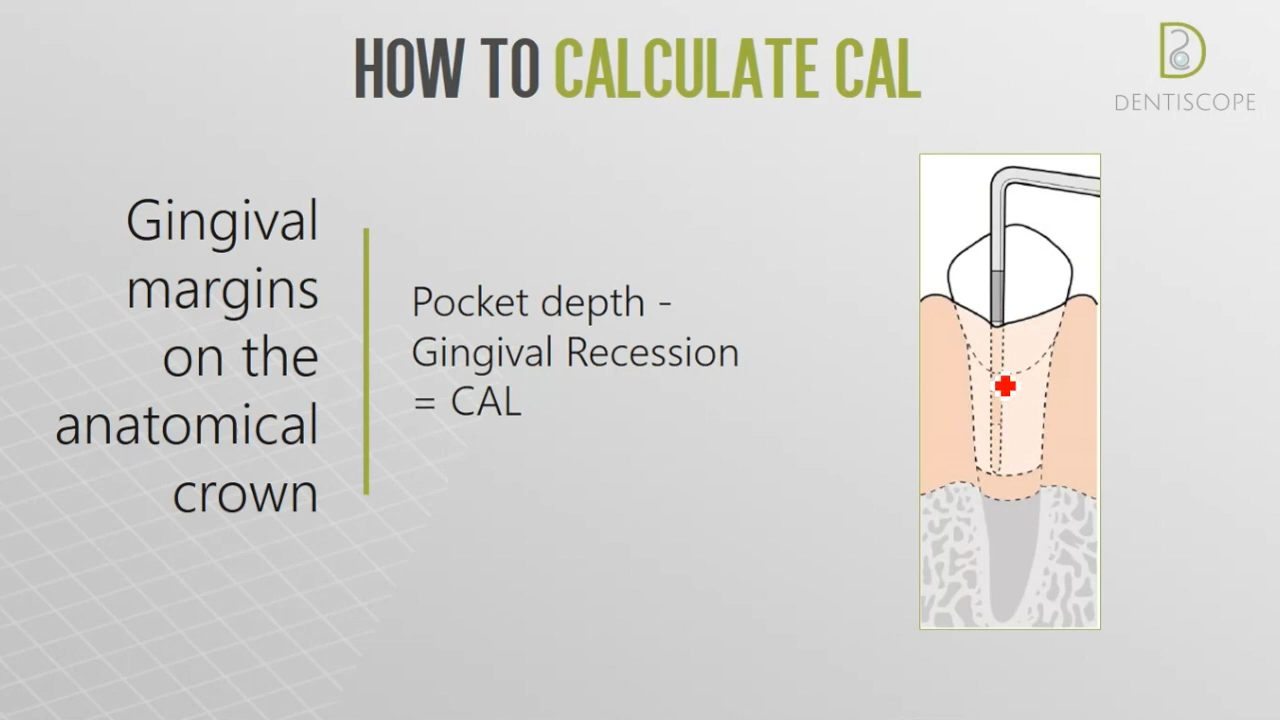 HOW TO CALCULATE CAL
DENTISCOPE
Gingival
margins
on the
anatomical
crown
Pocket depth -
Gingival Recession
= CAL